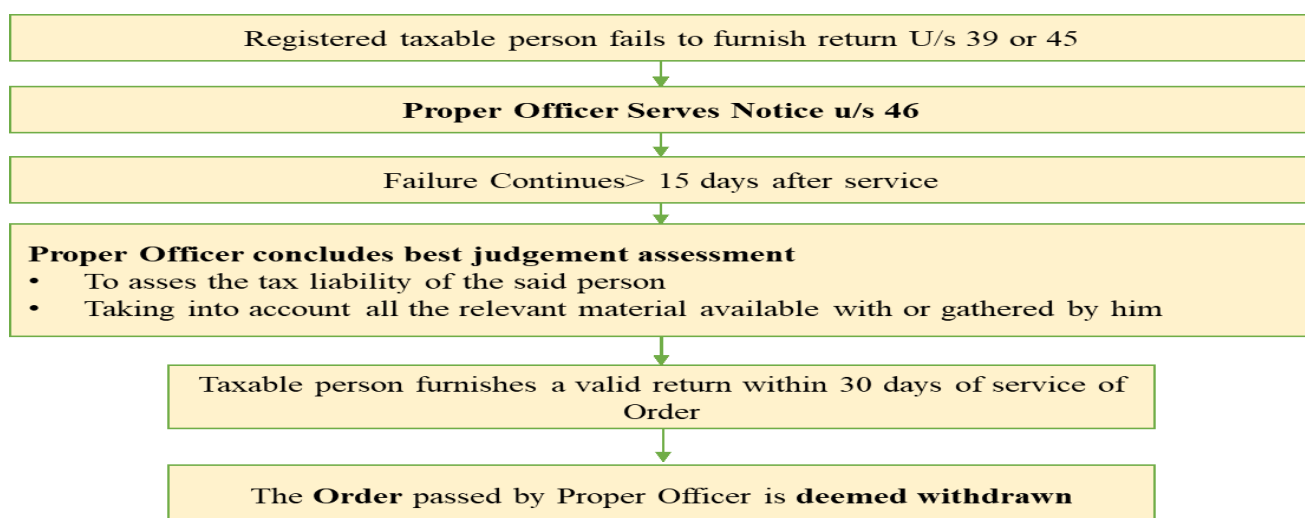 Registered taxable person fails to furnish return U/s 39 or 45
Proper Officer Serves Notice u/s 46
Failure Continues> 15 days after service
Proper Officer concludes best judgement assessment
• To asses the tax liability of the said person
• Taking into account all the relevant material available with or gathered by him
Taxable person furnishes a valid return within 30 days of service of
Order
The Order passed by Proper Officer is deemed withdrawn